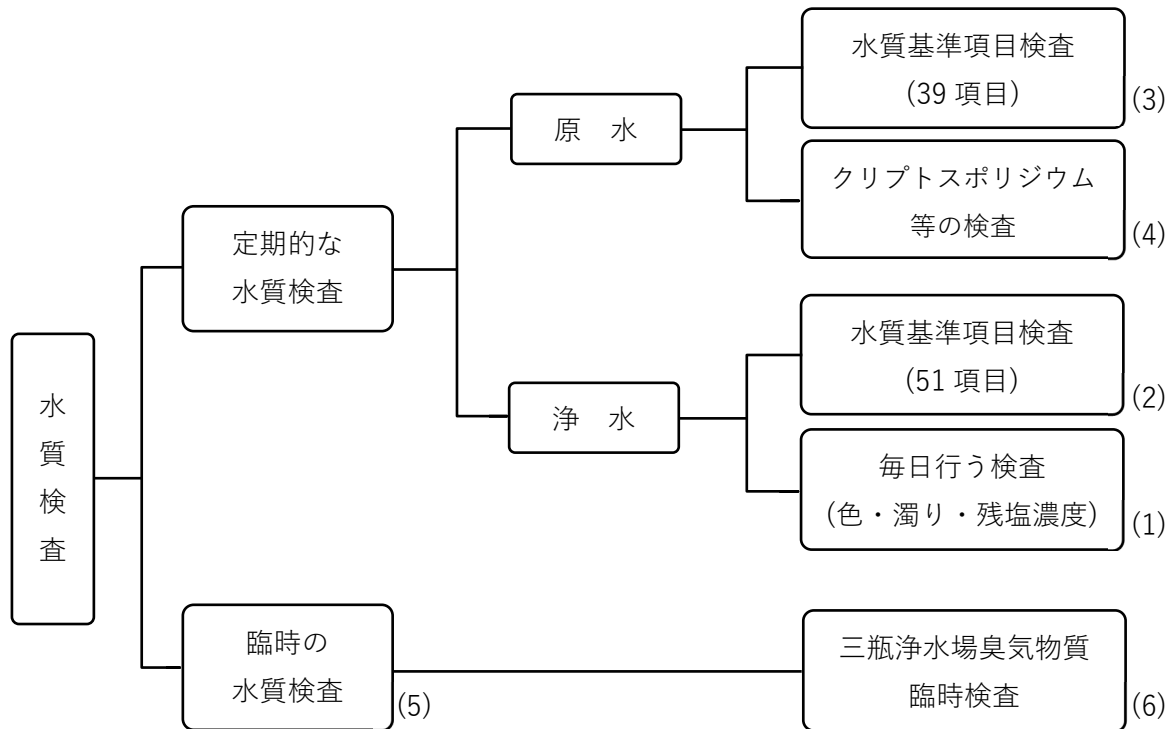 水質検査
定期的な
水質検査
原　水
水質基準項目検査
(39 項目)
(3)
クリプトスポリジウム
等の検査
(4)
浄　水
水質基準項目検査
(51 項目)
(2)
毎日行う検査
(色・濁り・残塩濃度)
(1)
臨時の
水質検査
(5)
三瓶浄水場臭気物質
臨時検査
(6)